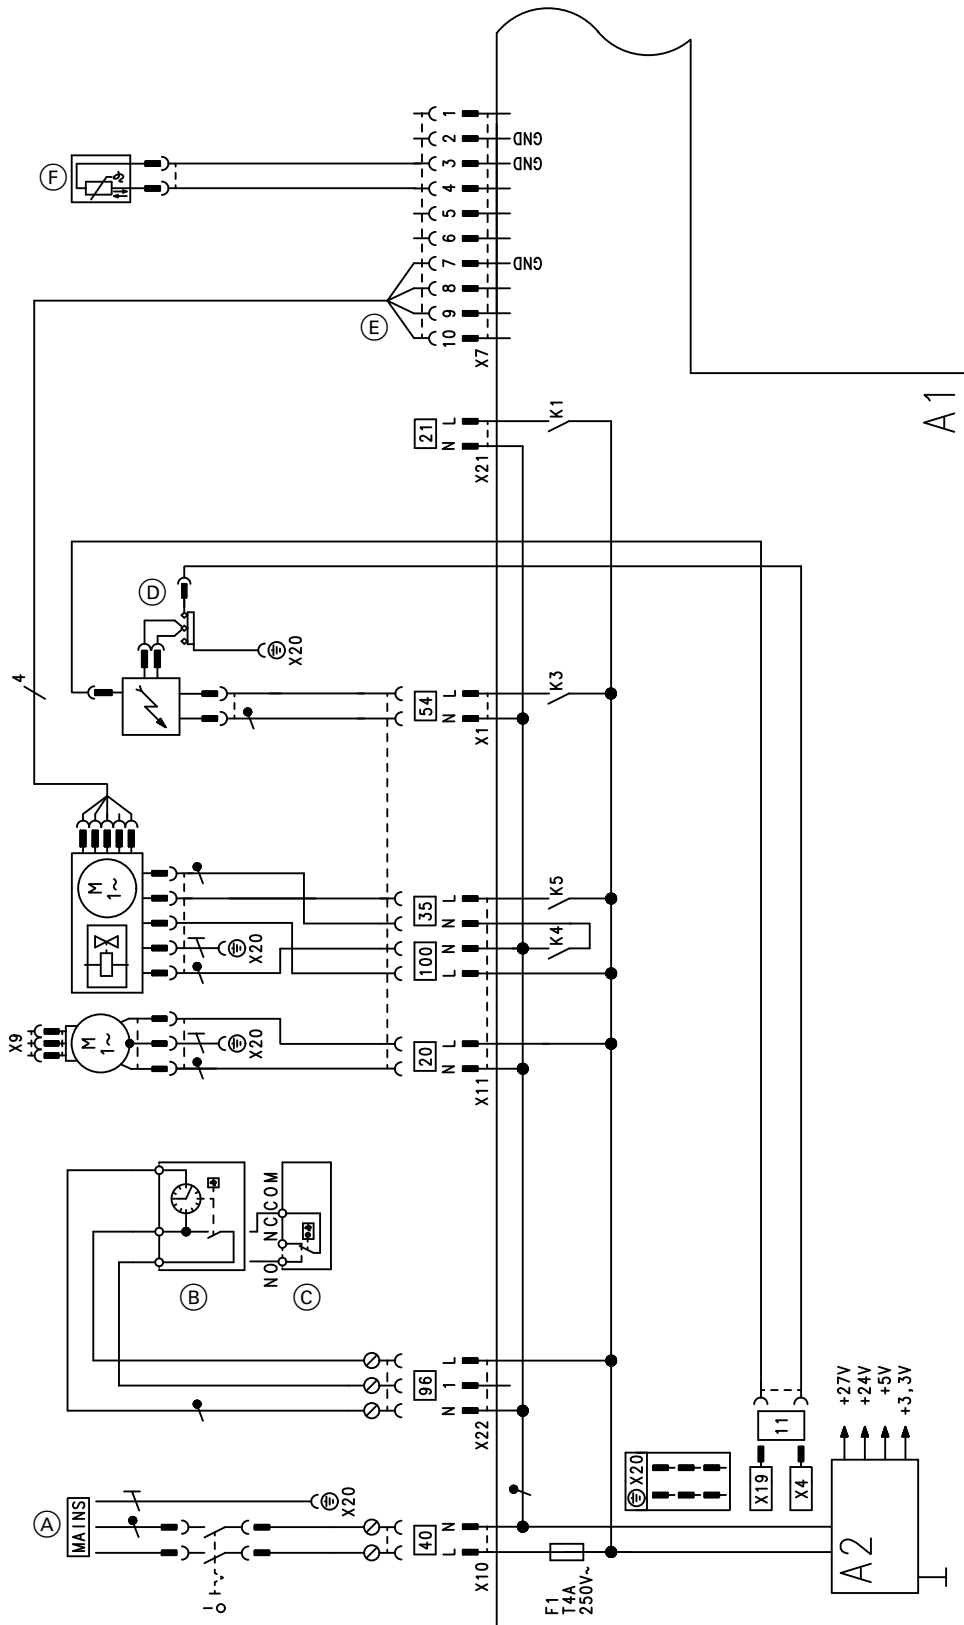 F
1
2
GND
3
GND
4
5
6
7
GND
8
9
10
X7
E
4
21
L
N
X21
K1
A1
D
X20
54
L
N
X1
K3
M
1~
X20
35
L
N
100
N
L
K5
K4
X9
M
1~
X20
20
L
N
X11
B
NO
NC
COM
C
96
L
1
N
X22
A
MAINS
X20
I
O
40
N
L
X10
F1
T4A
250V~
X20
X19
X4
11
A2
+27V
+24V
+5V
+3,3V